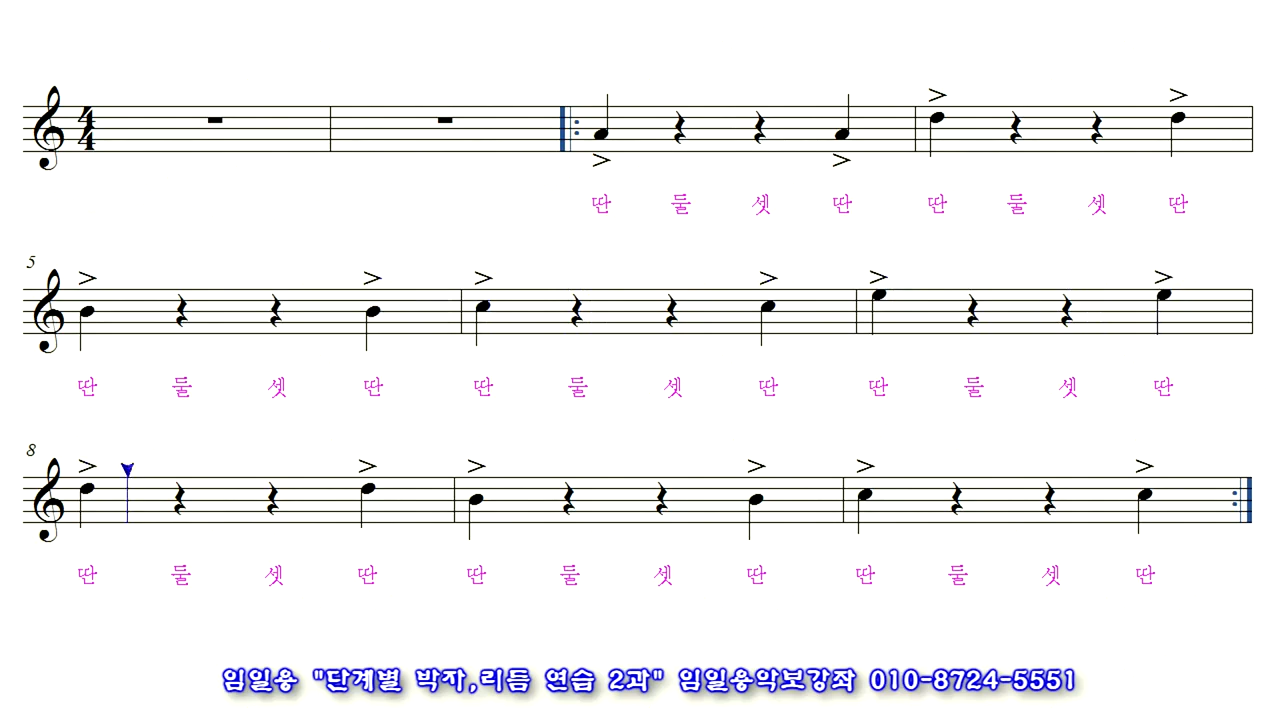 4
4
딴 둘 셋 딴 딴 둘 셋 딴
5
딴 둘 셋 딴 딴 둘 셋 딴 딴 둘 셋 딴
8
딴 둘 셋 딴 딴 둘 셋 딴 딴 둘 셋 딴
임일용 "단계별 박자,리듬 연습 2과" 임일용악보강좌 010-8724-5551